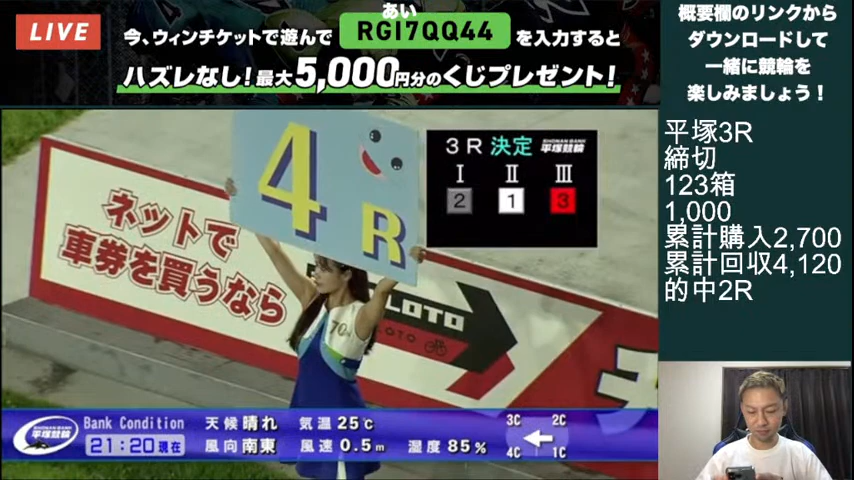 LIVE
あい
今、ウィンチケットで遊んで RGI7QQ44 を入力すると
ハズレなし!最大5,000円分のくじプレゼント!
概要欄のリンクから
ダウンロードして
一緒に競輪を
楽しみましょう!
平塚3R
締切
123箱
1,000
累計購入2,700
累計回収4,120
的中2R
4R
3R 決定 SHONAN-BANK 平塚競輪
I II III
2 1 3
ネットで
車券を買うなら
LOTO
LOTO
チ
SHONAN-BANK
平塚競輪
Bank Condition
21:20現在
天候 晴れ 気温 25℃
風向 南東 風速 0.5m 湿度 85%
3C 2C
4C 1C